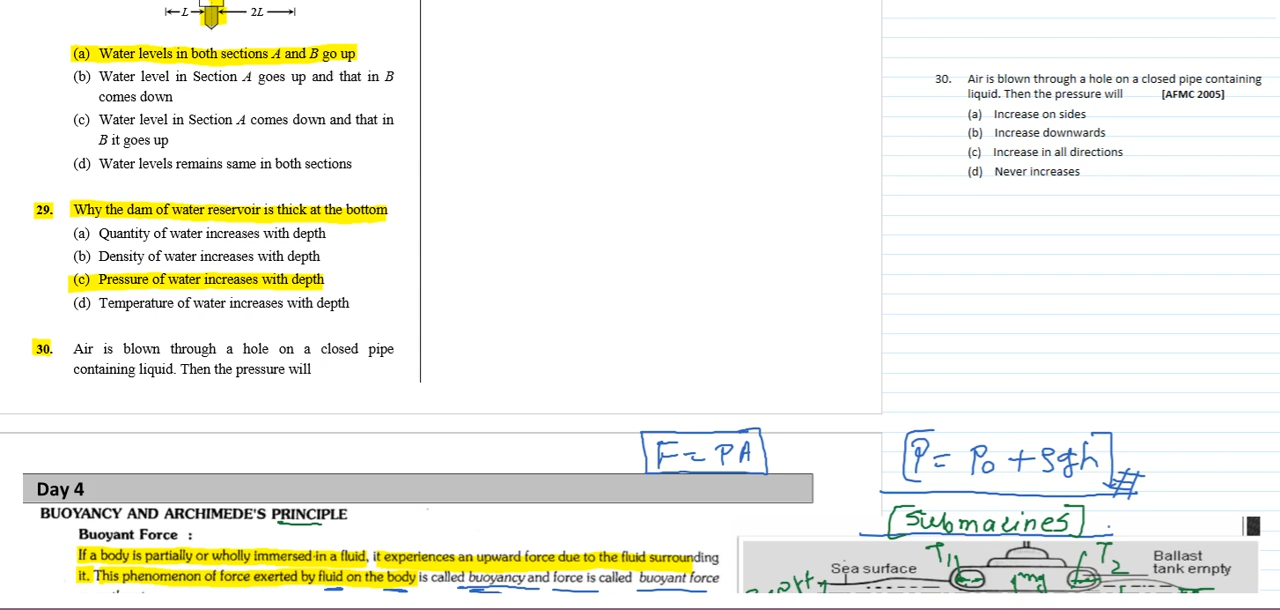 L 2L
(a) Water levels in both sections A and B go up
(b) Water level in Section A goes up and that in B
comes down
(c) Water level in Section A comes down and that in
B it goes up
(d) Water levels remains same in both sections
29. Why the dam of water reservoir is thick at the bottom
(a) Quantity of water increases with depth
(b) Density of water increases with depth
(c) Pressure of water increases with depth
(d) Temperature of water increases with depth
30. Air is blown through a hole on a closed pipe
containing liquid. Then the pressure will
30. Air is blown through a hole on a closed pipe containing
liquid. Then the pressure will [AFMC 2005]
(a) Increase on sides
(b) Increase downwards
(c) Increase in all directions
(d) Never increases
F = PA
P = P₀ + ρgh
Day 4
BUOYANCY AND ARCHIMEDE'S PRINCIPLE
Buoyant Force :
If a body is partially or wholly immersed in a fluid, it experiences an upward force due to the fluid surrounding
it. This phenomenon of force exerted by fluid on the body is called buoyancy and force is called buoyant force
Submarines
Sea surface
T₁ mg T₂
Ballast
tank empty